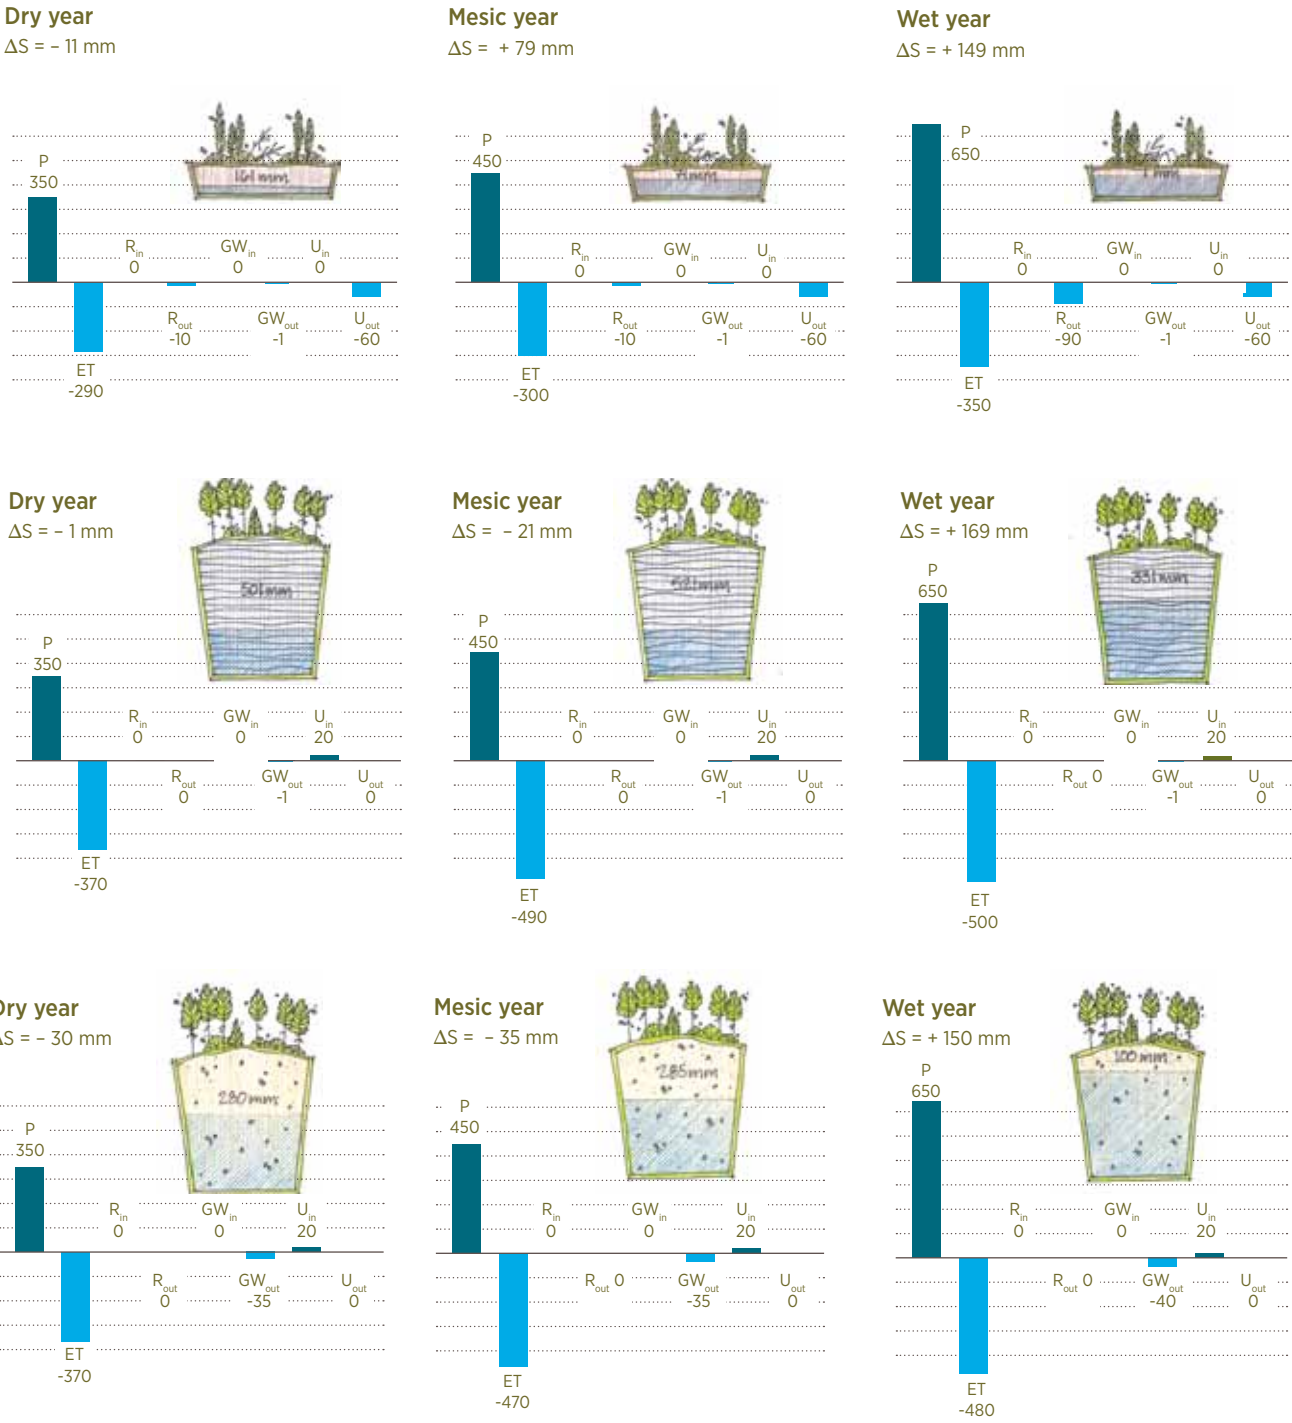 Dry year
ΔS = – 11 mm
P
350
161 mm
R in
0
GW in
0
U in
0
R out
-10
GW out
-1
U out
-60
ET
-290
Mesic year
ΔS = + 79 mm
P
450
mm
R in
0
GW in
0
U in
0
R out
-10
GW out
-1
U out
-60
ET
-300
Wet year
ΔS = + 149 mm
P
650
1 mm
R in
0
GW in
0
U in
0
R out
-90
GW out
-1
U out
-60
ET
-350
Dry year
ΔS = – 1 mm
P
350
501mm
R in
0
GW in
0
U in
20
R out
0
GW out
-1
U out
0
ET
-370
Mesic year
ΔS = – 21 mm
P
450
521mm
R in
0
GW in
0
U in
20
R out
0
GW out
-1
U out
0
ET
-490
Wet year
ΔS = + 169 mm
P
650
331mm
R in
0
GW in
0
U in
20
R out 0
GW out
-1
U out
0
ET
-500
Dry year
ΔS = – 30 mm
P
350
280mm
R in
0
GW in
0
U in
20
R out
0
GW out
-35
U out
0
ET
-370
Mesic year
ΔS = – 35 mm
P
450
285mm
R in
0
GW in
0
U in
20
R out 0
GW out
-35
U out
0
ET
-470
Wet year
ΔS = + 150 mm
P
650
100 mm
R in
0
GW in
0
U in
20
R out 0
GW out
-40
U out
0
ET
-480